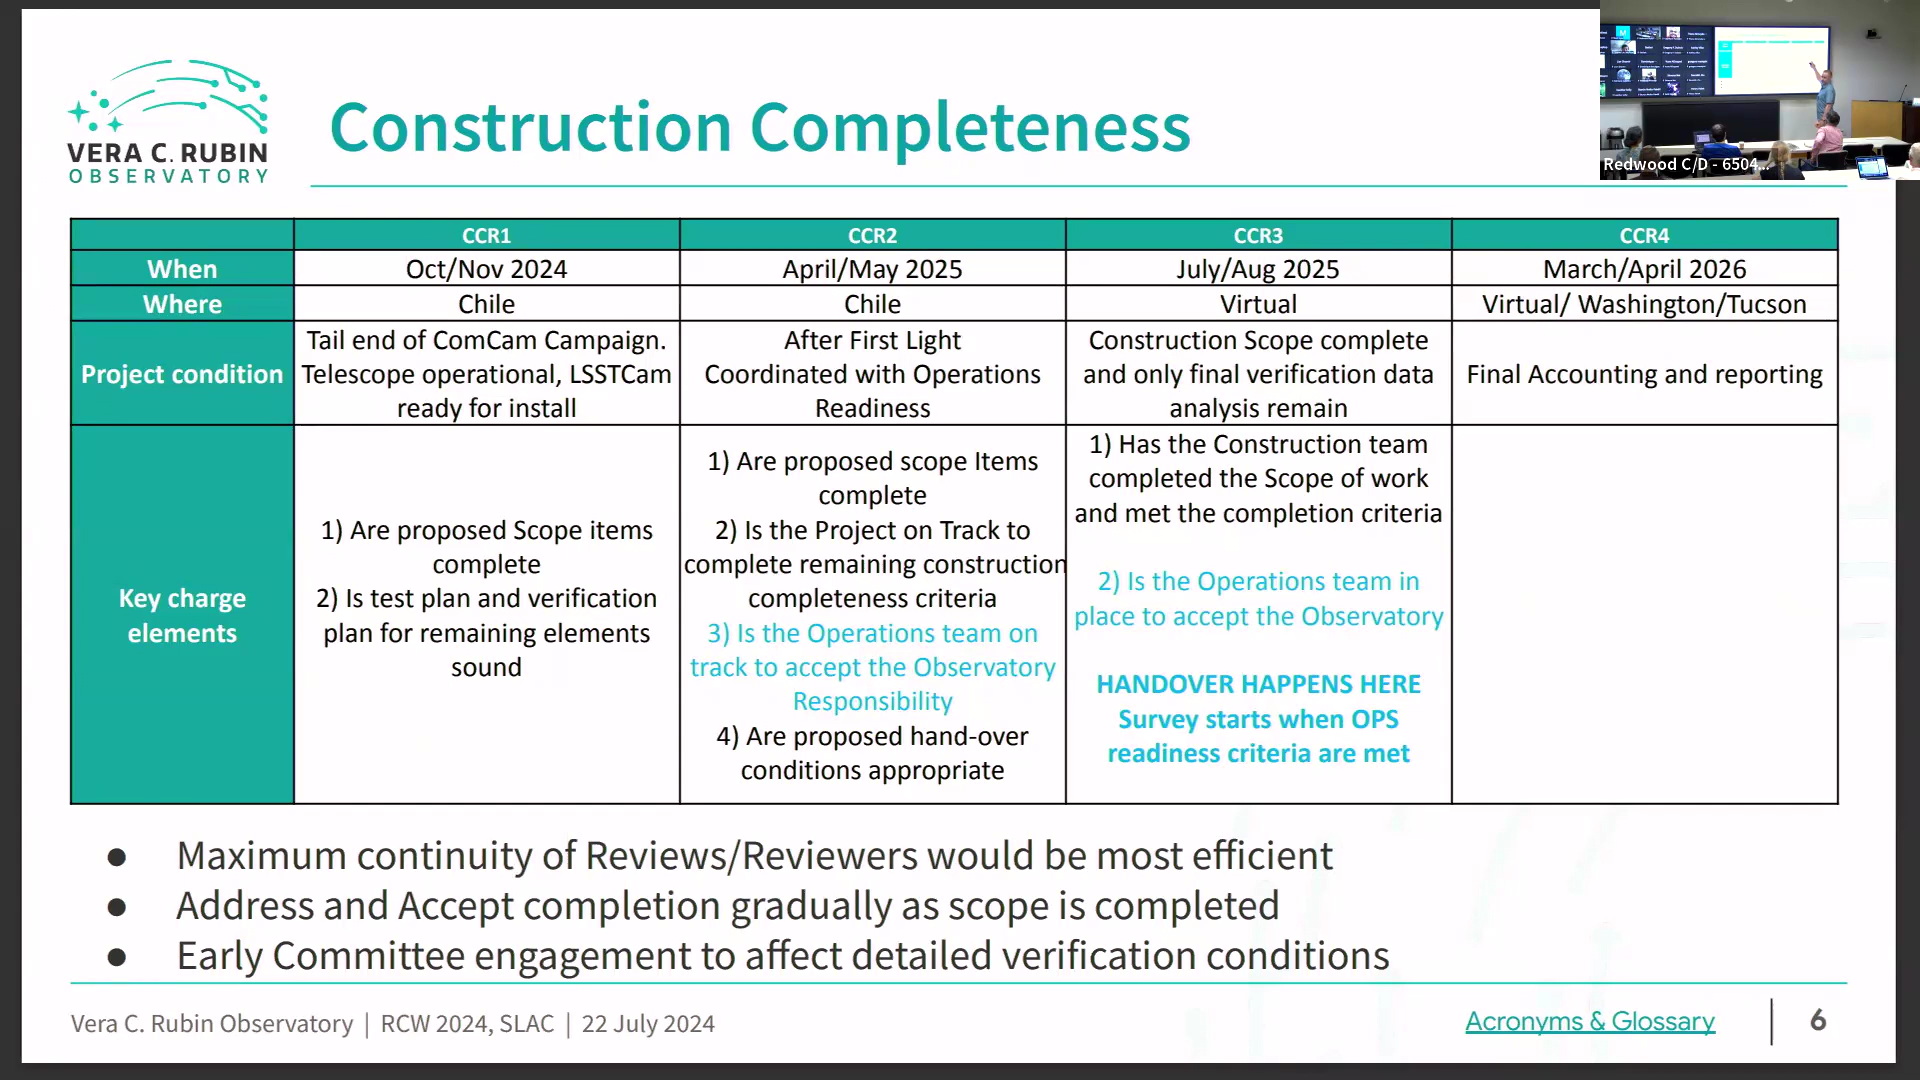 VERA C. RUBIN
OBSERVATORY
Construction Completeness
Redwood C/D - 6504...
CCR1
CCR2
CCR3
CCR4
When
Oct/Nov 2024
April/May 2025
July/Aug 2025
March/April 2026
Where
Chile
Chile
Virtual
Virtual/ Washington/Tucson
Project condition
Tail end of ComCam Campaign.
Telescope operational, LSSTCam
ready for install
After First Light
Coordinated with Operations
Readiness
Construction Scope complete
and only final verification data
analysis remain
Final Accounting and reporting
Key charge
elements
1) Are proposed Scope items
complete
2) Is test plan and verification
plan for remaining elements
sound
1) Are proposed scope Items
complete
2) Is the Project on Track to
complete remaining construction
completeness criteria
3) Is the Operations team on
track to accept the Observatory
Responsibility
4) Are proposed hand-over
conditions appropriate
1) Has the Construction team
completed the Scope of work
and met the completion criteria
2) Is the Operations team in
place to accept the Observatory
HANDOVER HAPPENS HERE
Survey starts when OPS
readiness criteria are met
● Maximum continuity of Reviews/Reviewers would be most efficient
● Address and Accept completion gradually as scope is completed
● Early Committee engagement to affect detailed verification conditions
Vera C. Rubin Observatory | RCW 2024, SLAC | 22 July 2024
Acronyms & Glossary
6